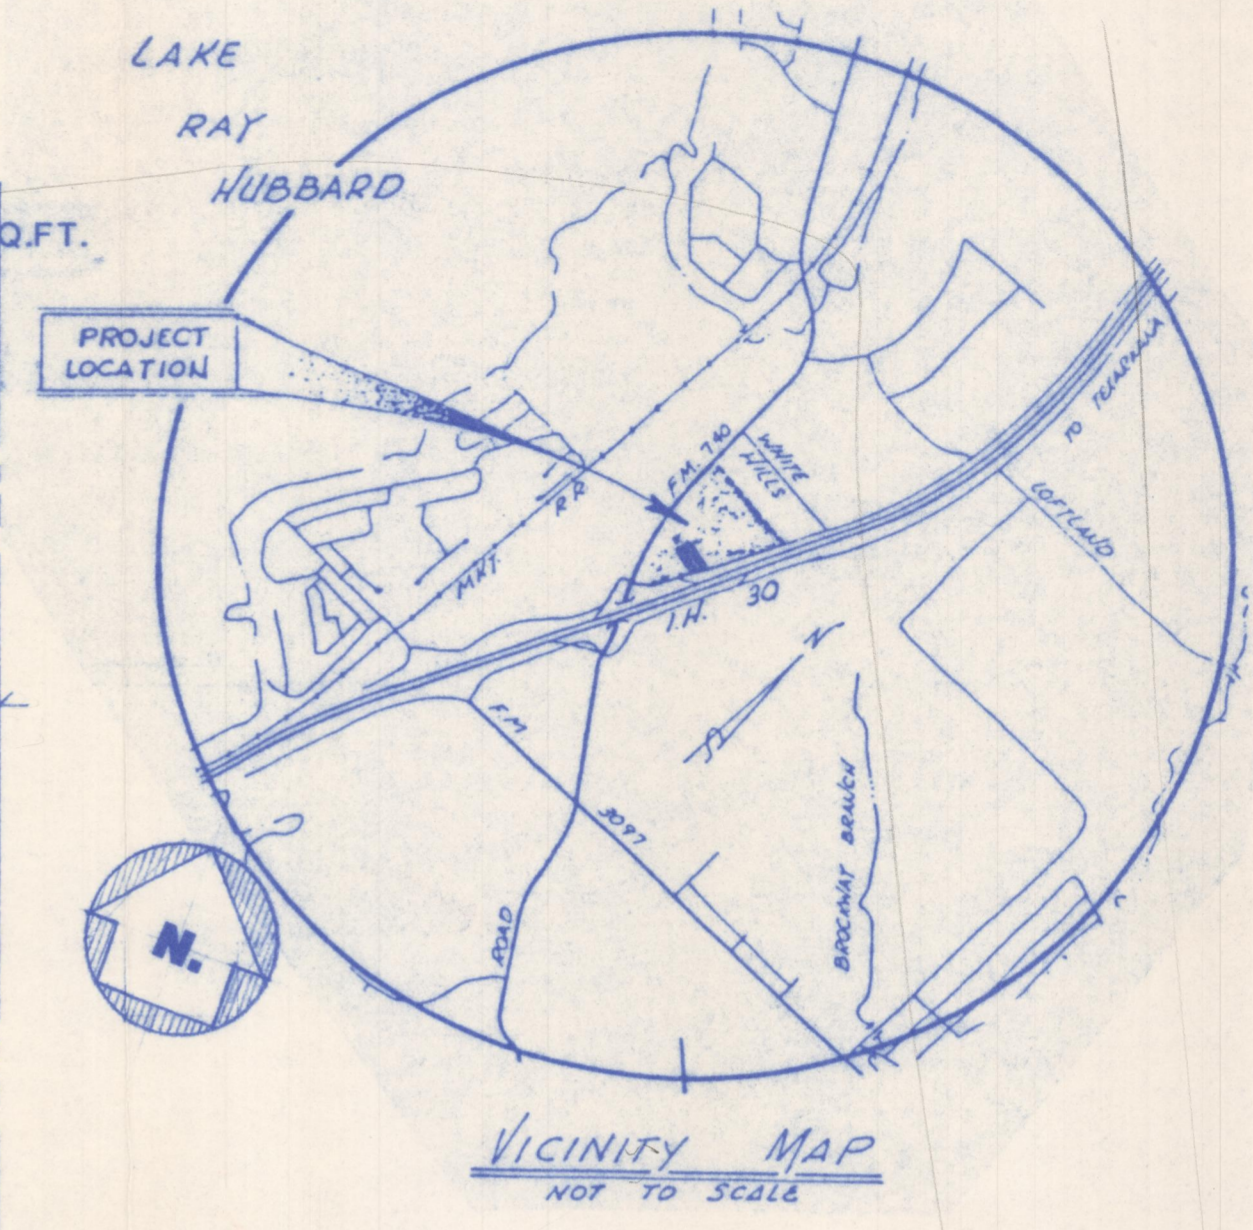 LAKE
RAY
HUBBARD
Q.FT.
PROJECT
LOCATION
TO TEXARKANA
F.M. 740
WHITE
HILLS
R.R.
LOFTLAND
MKT.
I.H. 30
N
F.M. 3097
BROCKWAY BRANCH
ROAD
N.
VICINITY MAP
NOT TO SCALE